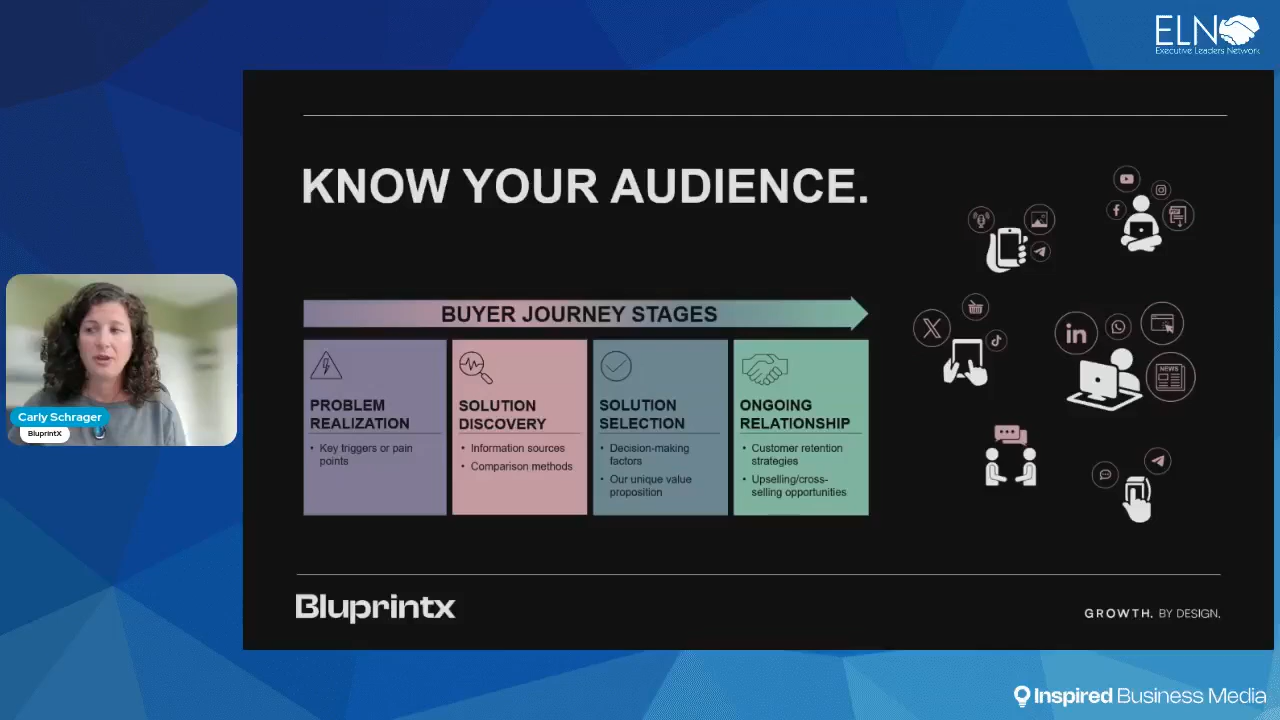 ELN
Executive Leaders Network
KNOW YOUR AUDIENCE.
BUYER JOURNEY STAGES
PROBLEM
REALIZATION
• Key triggers or pain
points
SOLUTION
DISCOVERY
• Information sources
• Comparison methods
SOLUTION
SELECTION
• Decision-making
factors
• Our unique value
proposition
ONGOING
RELATIONSHIP
• Customer retention
strategies
• Upselling/cross-
selling opportunities
in
NEWS
Carly Schrager
BluprintX
Bluprintx
GROWTH. BY DESIGN.
Inspired Business Media